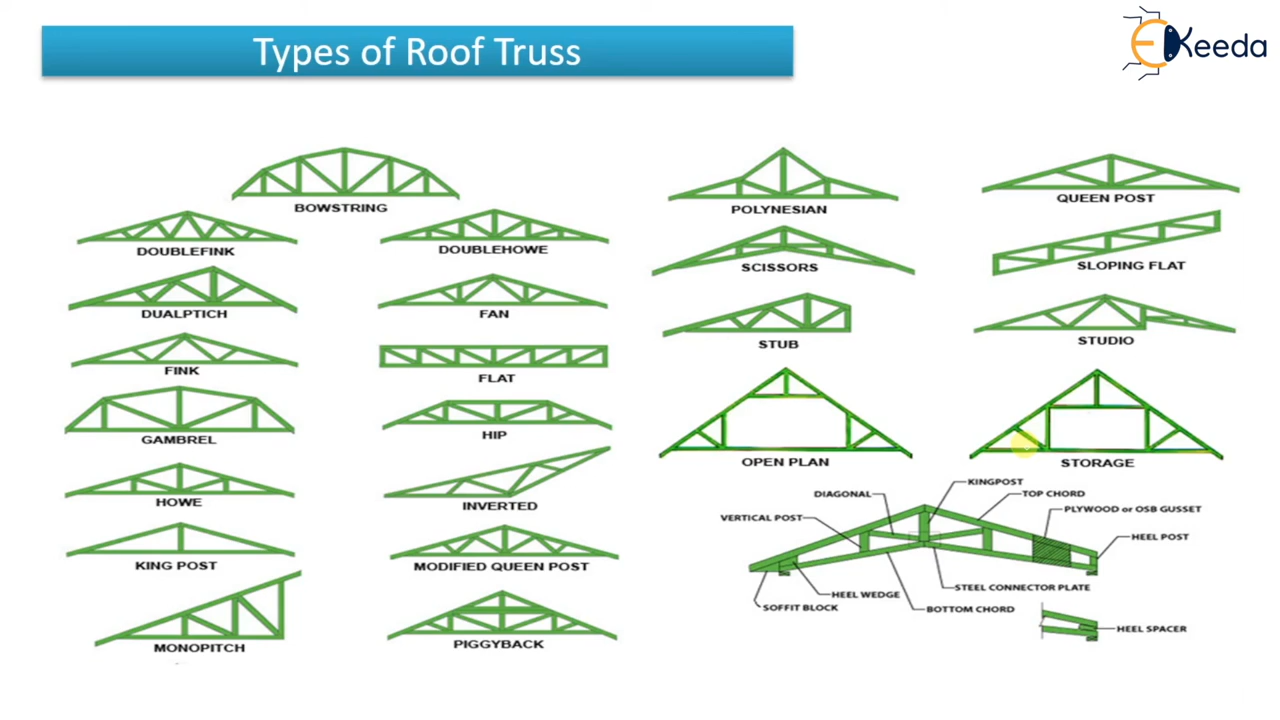 Types of Roof Truss
Keeda
BOWSTRING
DOUBLEFINK
DOUBLEHOWE
DUALPTICH
FAN
FINK
FLAT
GAMBREL
HIP
HOWE
INVERTED
KING POST
MODIFIED QUEEN POST
MONOPITCH
PIGGYBACK
POLYNESIAN
QUEEN POST
SCISSORS
SLOPING FLAT
STUB
STUDIO
OPEN PLAN
STORAGE
KINGPOST
DIAGONAL
TOP CHORD
PLYWOOD or OSB GUSSET
VERTICAL POST
HEEL POST
STEEL CONNECTOR PLATE
HEEL WEDGE
SOFFIT BLOCK
BOTTOM CHORD
HEEL SPACER